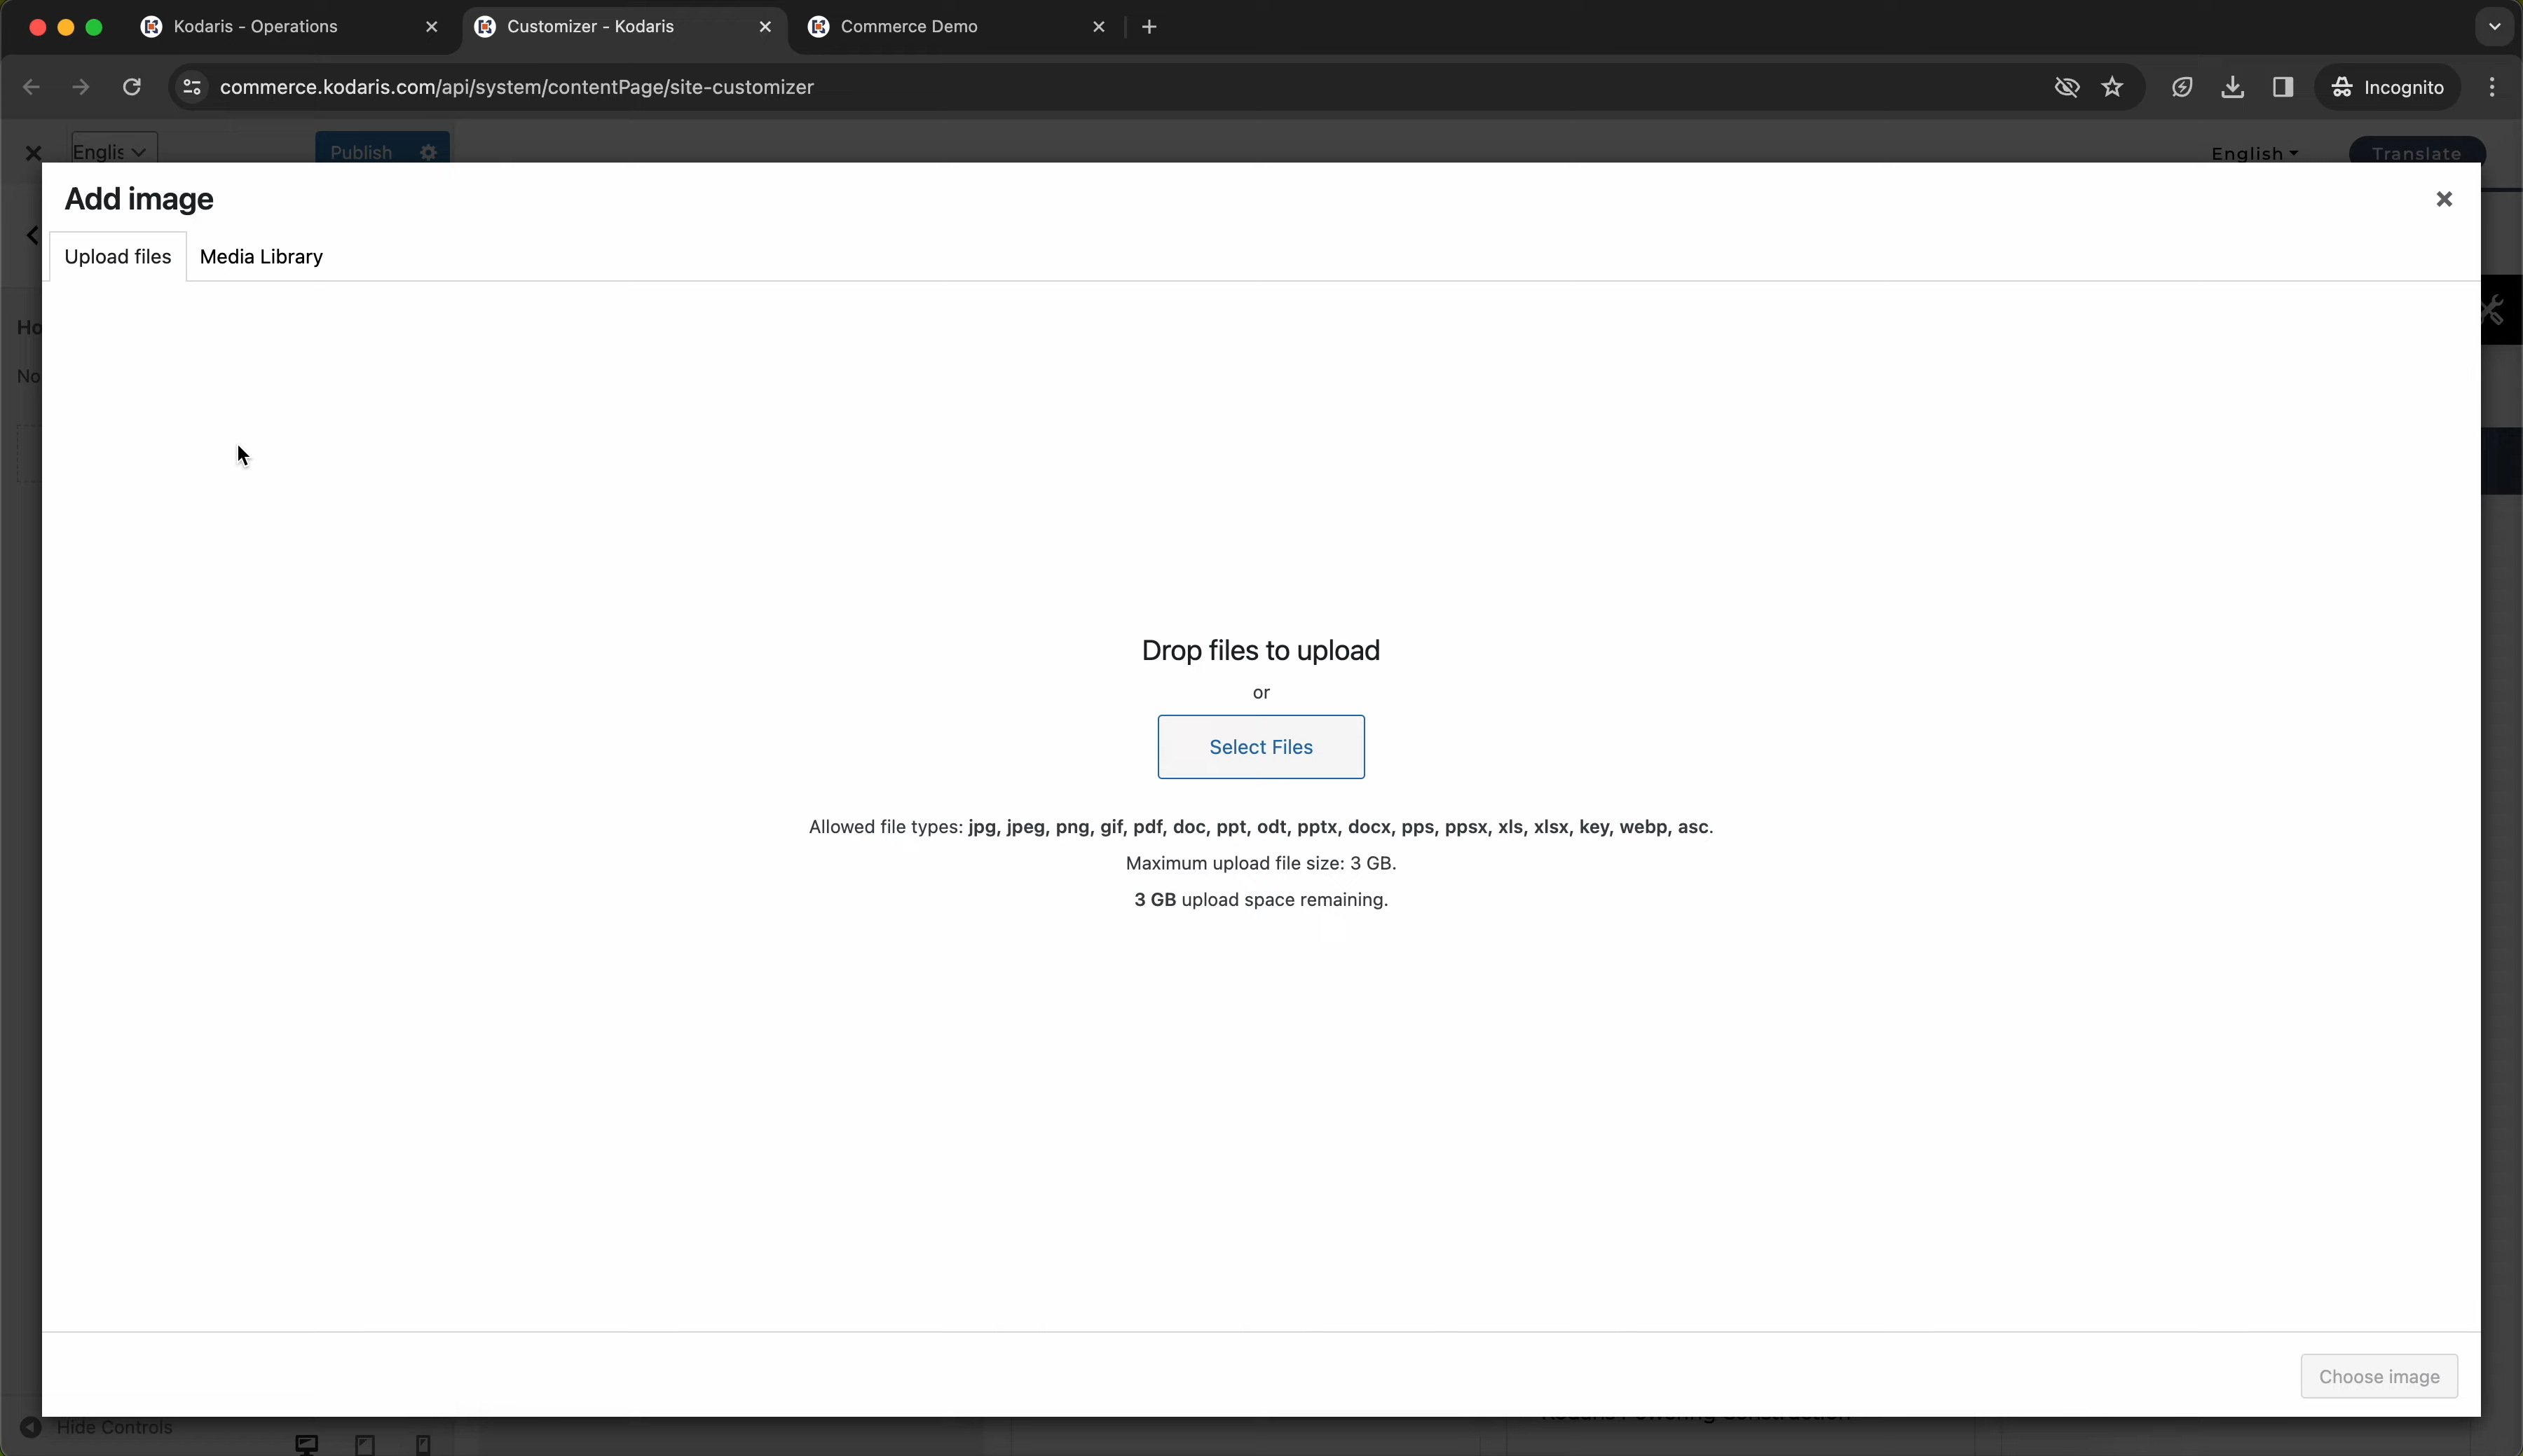 Kodaris - Operations
Customizer - Kodaris
Commerce Demo
commerce.kodaris.com/api/system/contentPage/site-customizer
Incognito
Englis
Publish
English
Translate
Add image
Upload files
Media Library
Ho
No
Drop files to upload
or
Select Files
Allowed file types: jpg, jpeg, png, gif, pdf, doc, ppt, odt, pptx, docx, pps, ppsx, xls, xlsx, key, webp, asc.
Maximum upload file size: 3 GB.
3 GB upload space remaining.
Choose image
Hide Controls
Kodaris Powering Construction